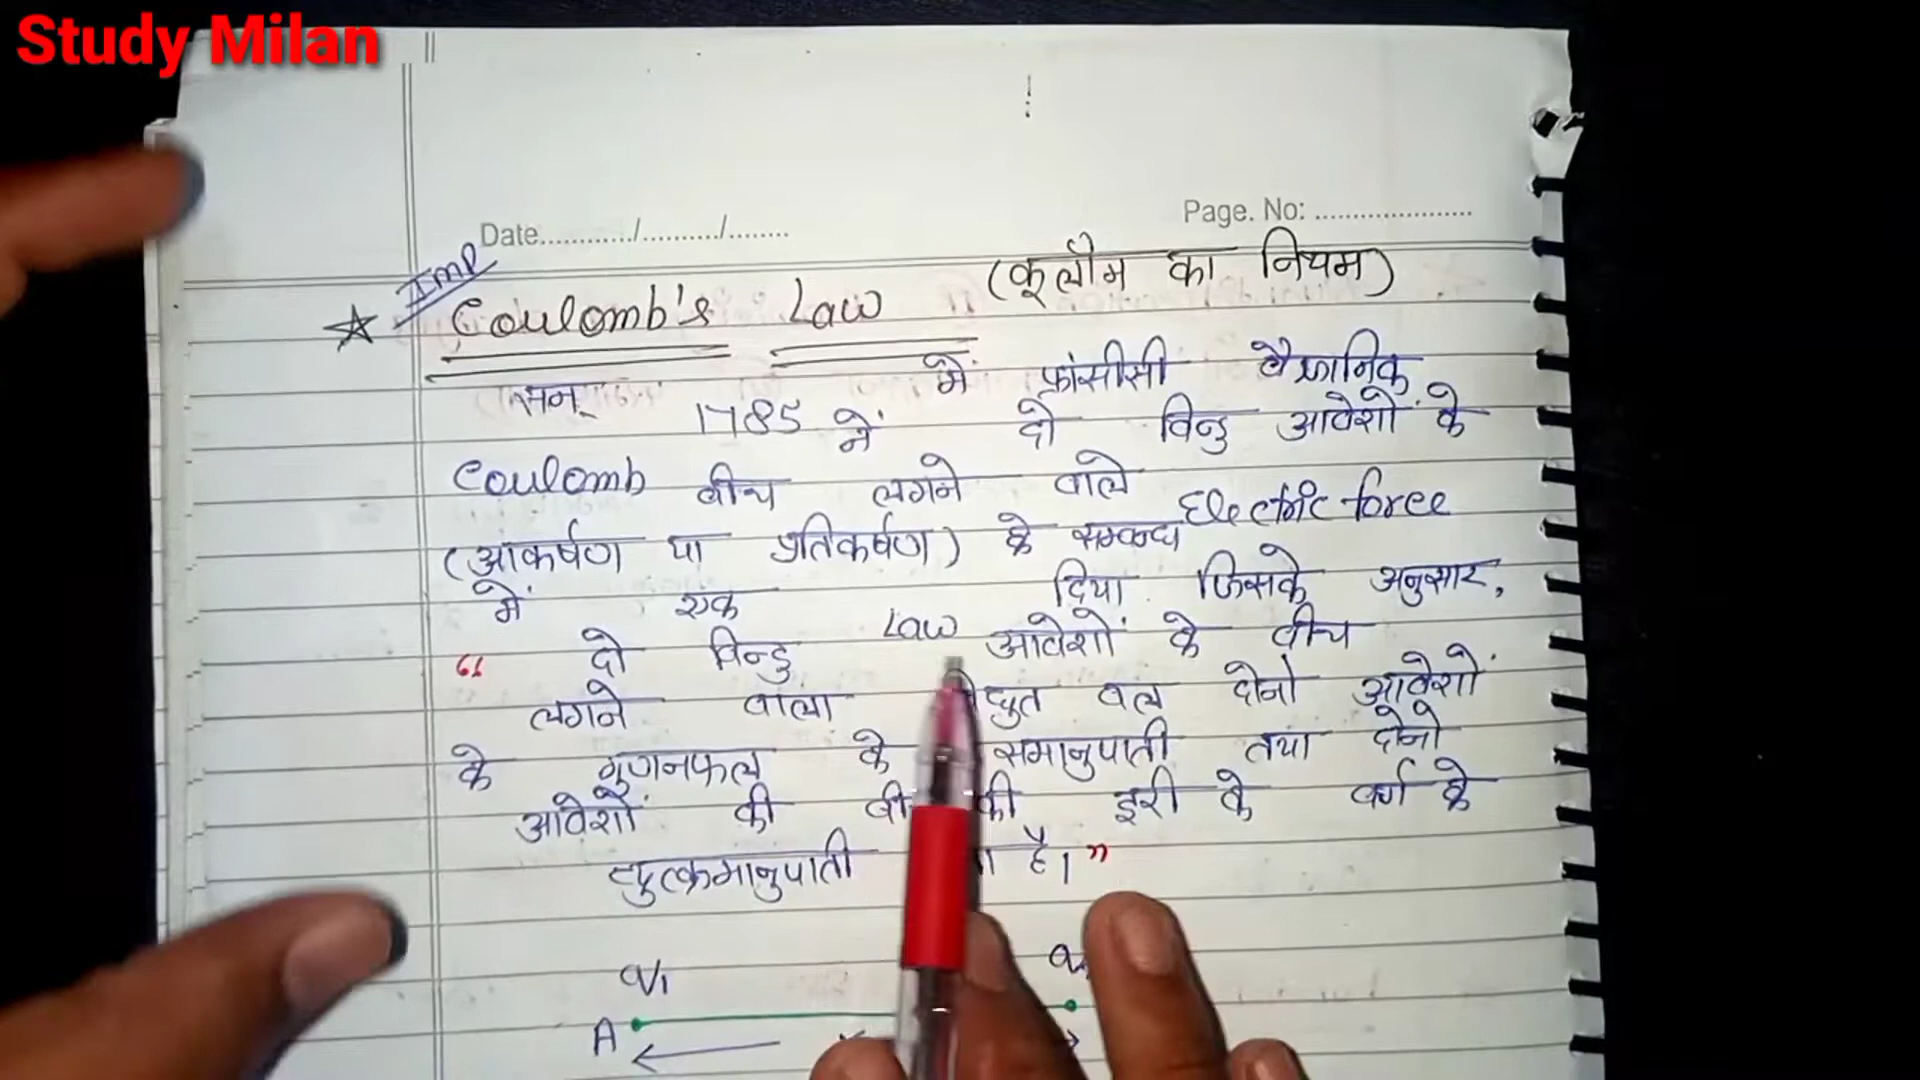 Study Milan
Date............/........../........
Page. No: ......................
Imp
Coulomb's Law (कूलॉम का नियम)
सन् 1785 में फ्रांसीसी वैज्ञानिक
Coulomb ने दो बिन्दु आवेशों के
बीच लगने वाले Electric force
(आकर्षण या प्रतिकर्षण) के सम्बन्ध
में एक Law दिया जिसके अनुसार,
“ दो बिन्दु आवेशों के बीच
लगने वाला बल दोनो आवेशों
के गुणनफल के समानुपाती तथा दोनो
आवेशों की की दूरी के वर्ग के
व्युत्क्रमानुपाती है। ”
q1
A